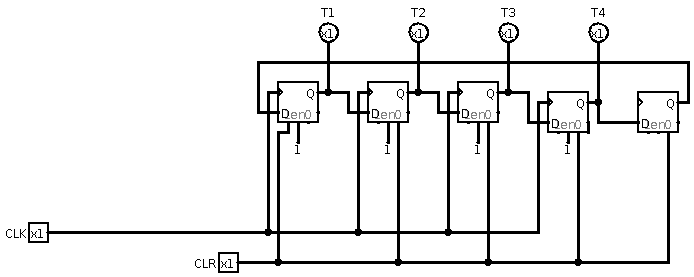 T1 T2 T3 T4
x1 x1 x1 x1
Q Q Q Q Q
D en 0 D en 0 D en 0 D en 0 D en 0
1 1 1
CLK x1
CLR x1